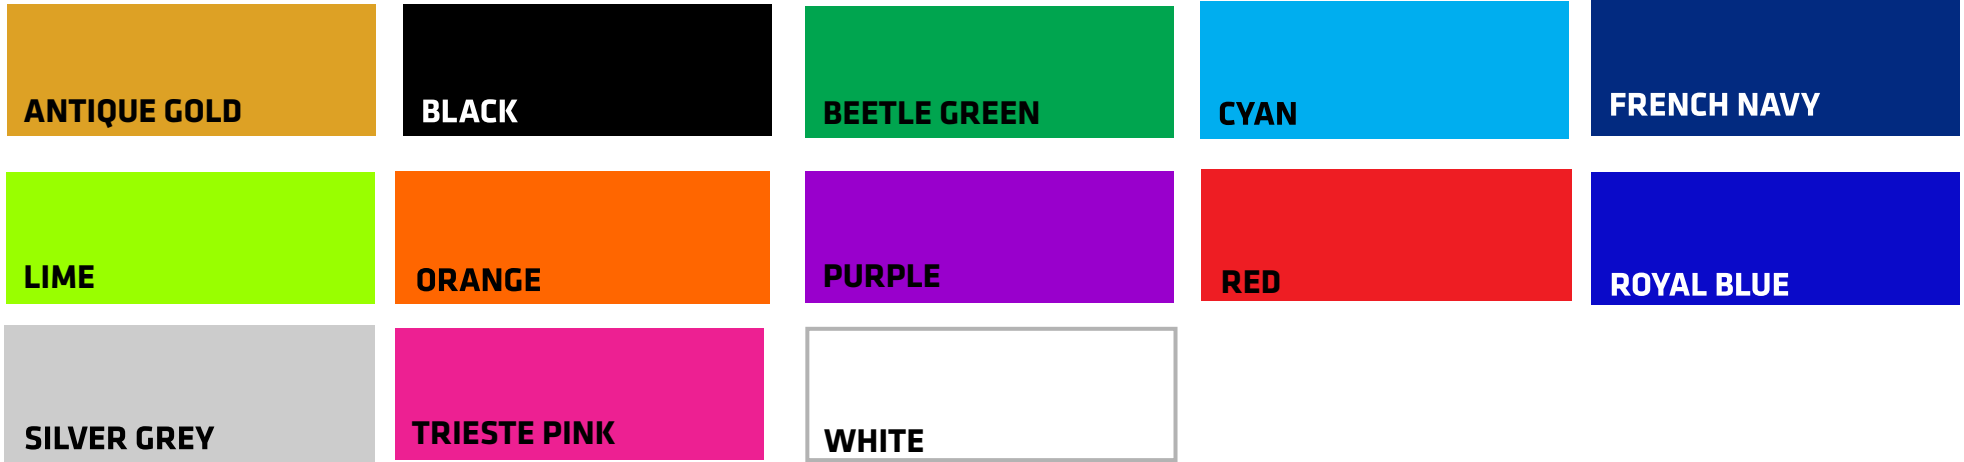 ANTIQUE GOLD
BLACK
BEETLE GREEN
CYAN
FRENCH NAVY
LIME
ORANGE
PURPLE
RED
ROYAL BLUE
SILVER GREY
TRIESTE PINK
WHITE